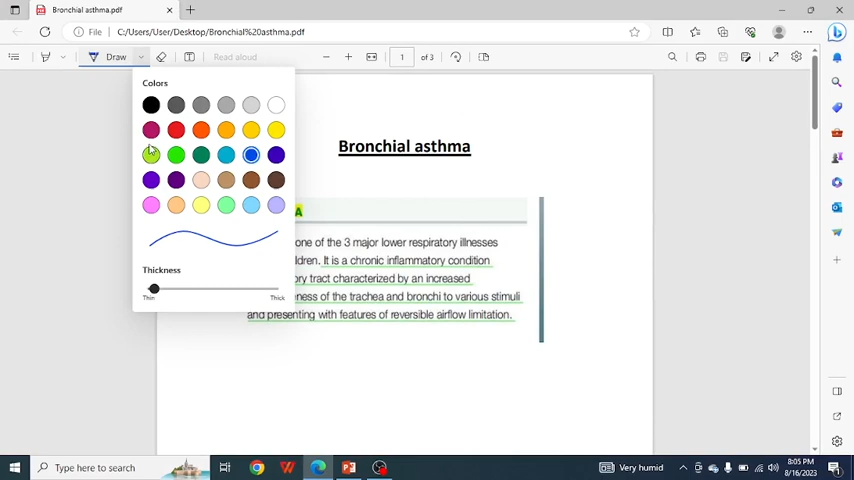 Bronchial asthma.pdf
File
C:/Users/User/Desktop/Bronchial%20asthma.pdf
Draw
Read aloud
1 of 3
Colors
Thickness
Thin
Thick
Bronchial asthma
A
one of the 3 major lower respiratory illnesses
ldren. It is a chronic inflammatory condition
ory tract characterized by an increased
eness of the trachea and bronchi to various stimuli
and presenting with features of reversible airflow limitation.
Type here to search
Very humid
8:05 PM
8/16/2023